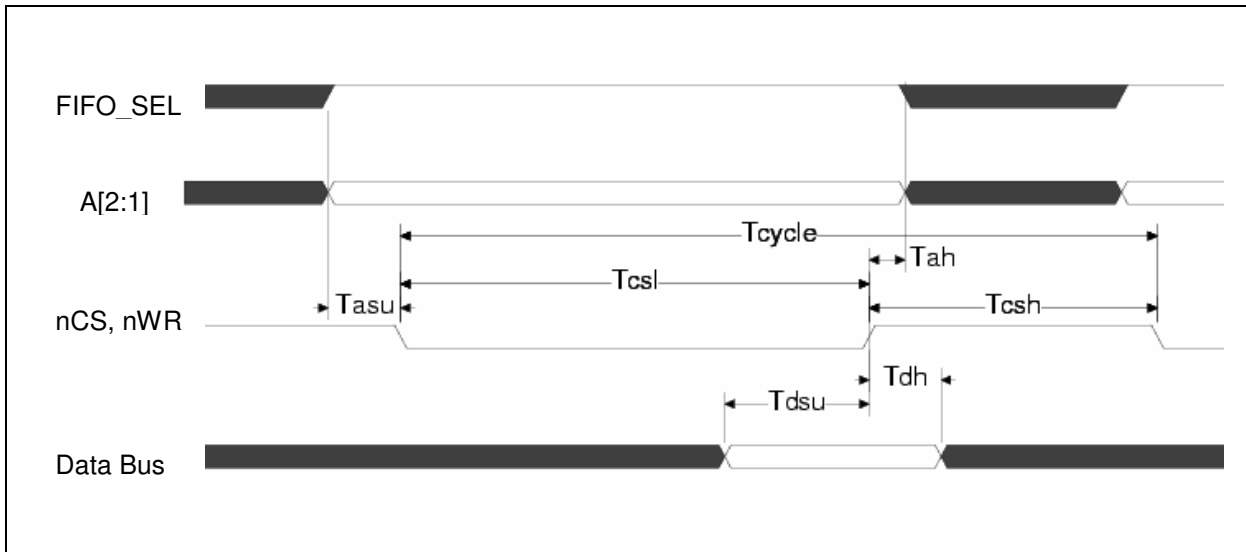 FIFO_SEL
A[2:1]
Tcycle
Tah
Tcsl
Tasu
Tcsh
nCS, nWR
Tdh
Tdsu
Data Bus